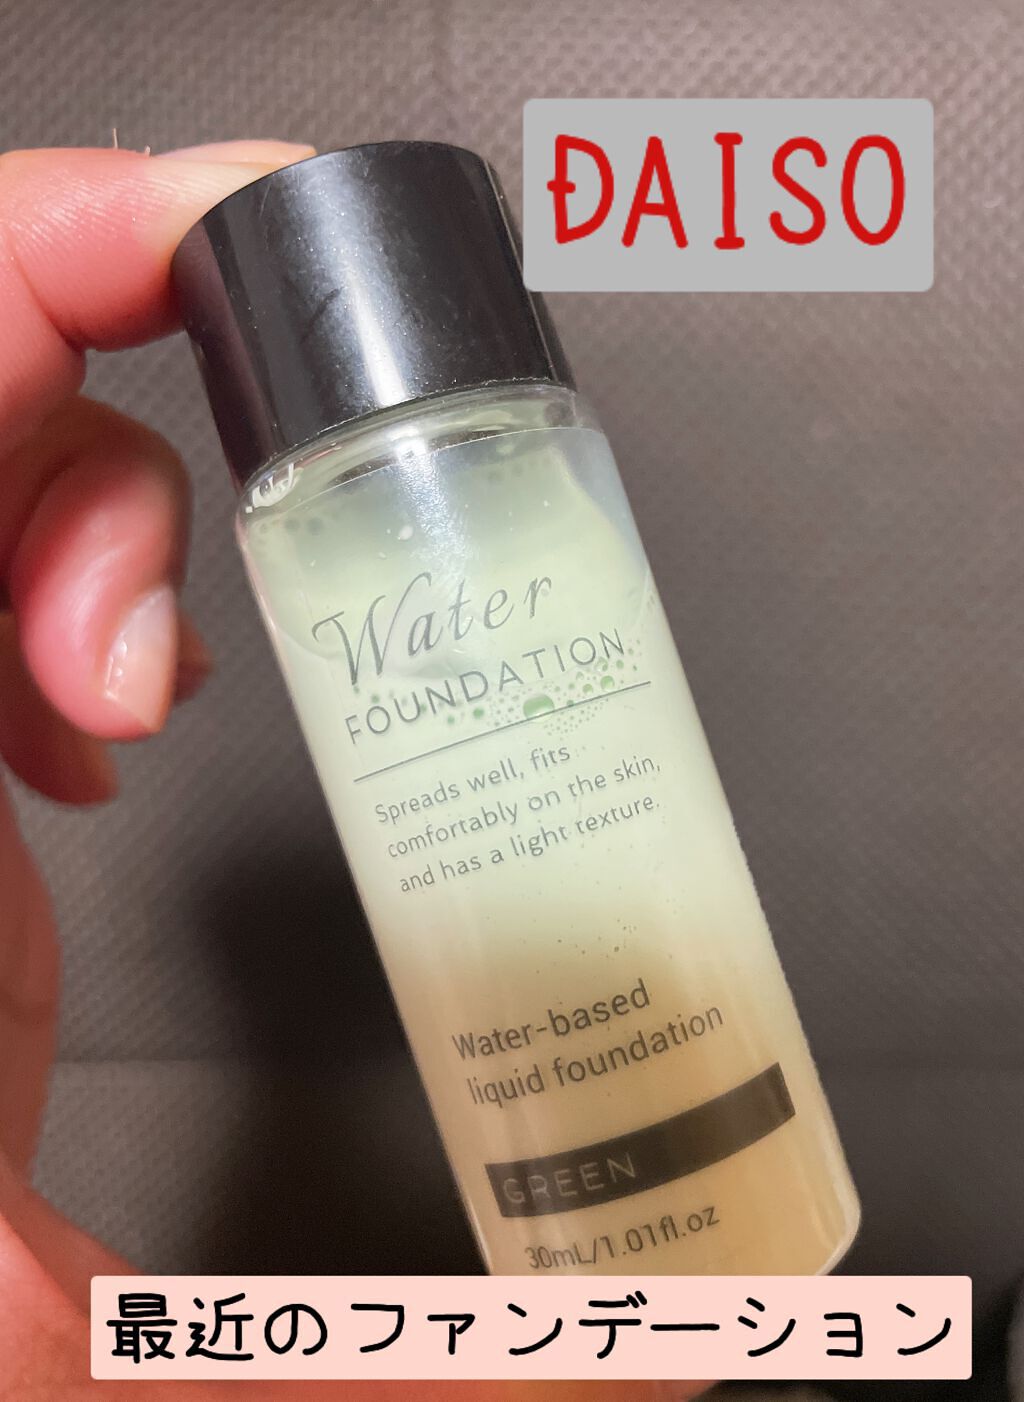 DAISO
Water
FOUNDATION
Spreads well, fits
comfortably on the skin,
and has a light texture.
Water-based
liquid foundation
GREEN
30mL/1.01fl.oz
最近のファンデーション